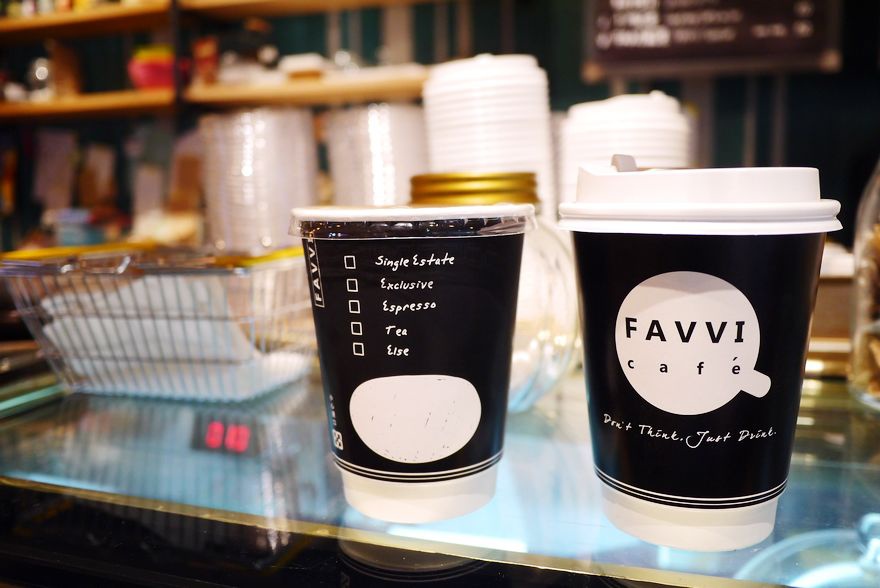 FAVVI
Single Estate
Exclusive
Espresso
Tea
Else
FAVVI
café
Don't Think. Just Drink.